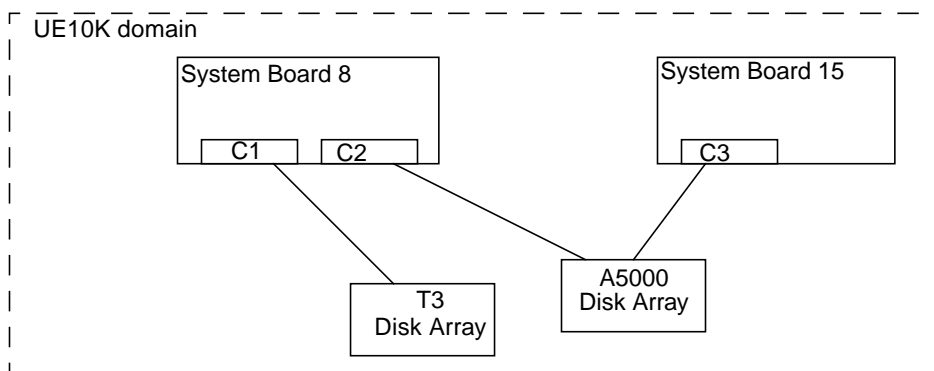 UE10K domain
System Board 8
System Board 15
C1
C2
C3
T3
Disk Array
A5000
Disk Array